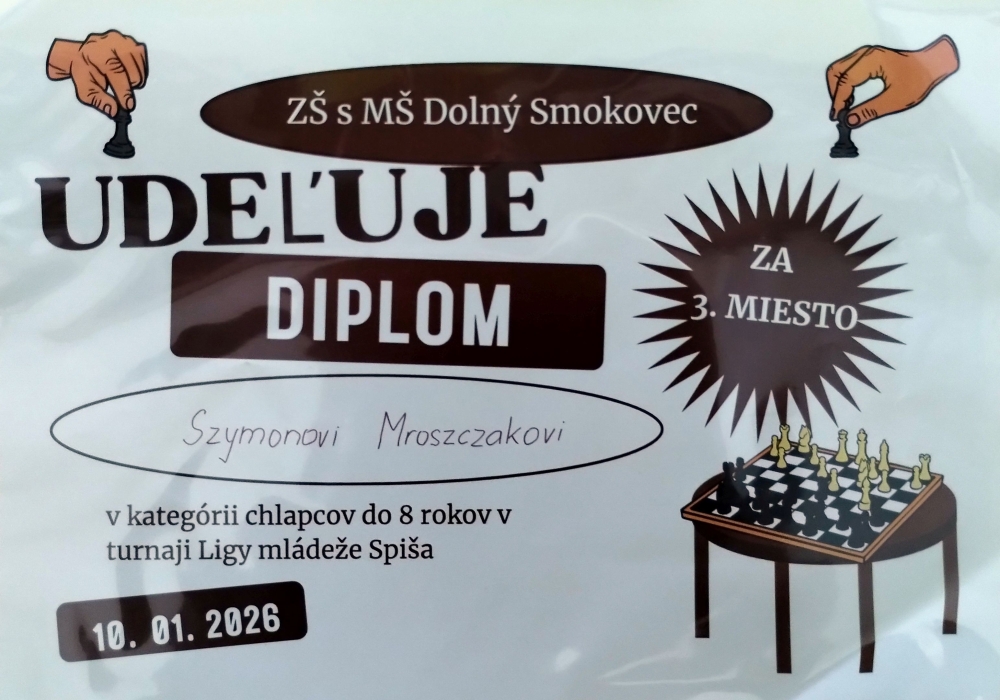 ZŠ s MŠ Dolný Smokovec
UDEĽUJE
DIPLOM
ZA
3. MIESTO
Szymonovi Mroszczakovi
v kategórii chlapcov do 8 rokov v
turnaji Ligy mládeže Spiša
10. 01. 2026